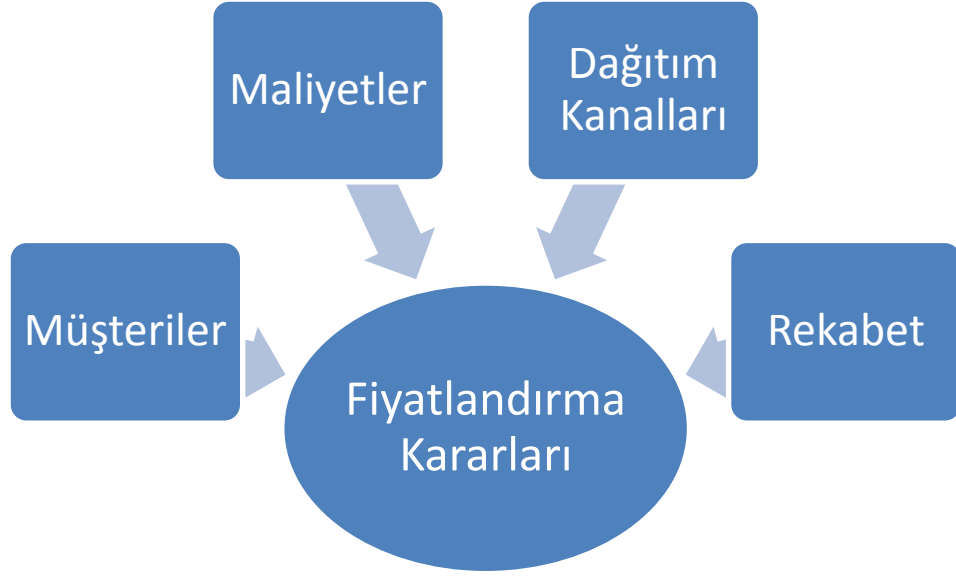 Maliyetler
Dağıtım
Kanalları
Müşteriler
Rekabet
Fiyatlandırma
Kararları